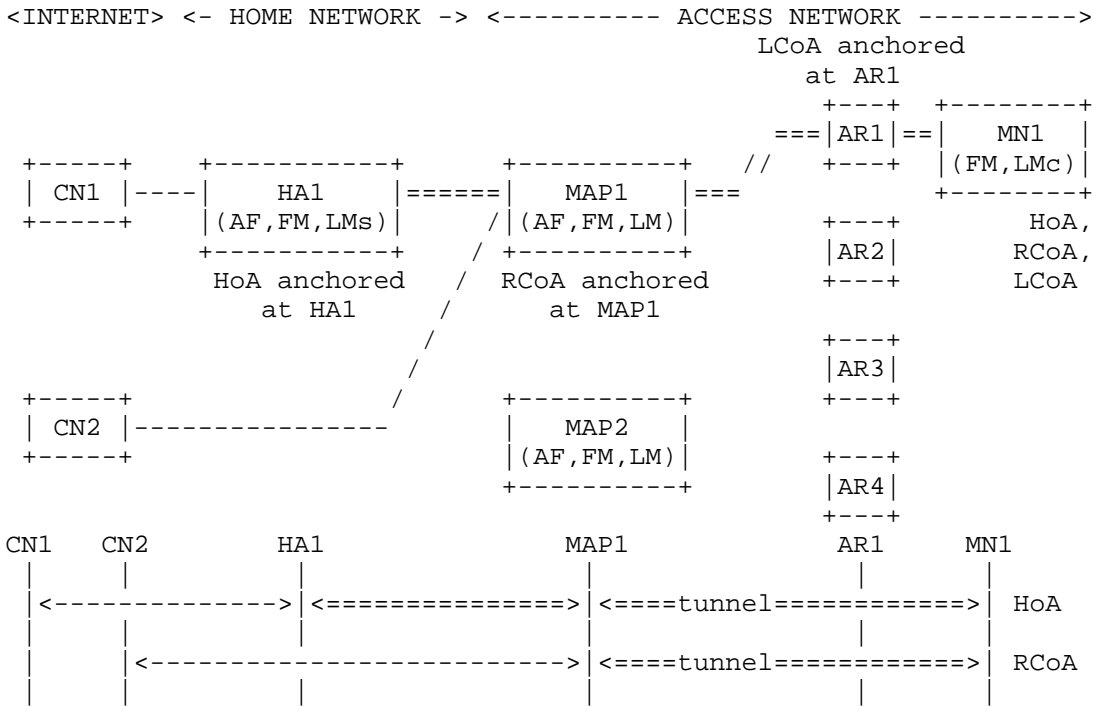 <INTERNET> <- HOME NETWORK -> <---------- ACCESS NETWORK ---------->
                                               LCoA anchored
                                                  at AR1
                                                   +---+  +--------+
                                                ===|AR1|==|  MN1   |
 +-----+    +-----------+       +----------+  //   +---+  |(FM,LMc)|
 | CN1 |----|    HA1    |======|   MAP1   |===            +--------+
 +-----+    |(AF,FM,LMs)|     /|(AF,FM,LM)|        +---+      HoA,
            +-----------+    / +----------+        |AR2|     RCoA,
             HoA anchored   /  RCoA anchored       +---+     LCoA
                at HA1     /      at MAP1
                          /                        +---+
                         /                         |AR3|
 +-----+                /      +----------+        +---+
 | CN2 |----------------       |   MAP2   |
 +-----+                       |(AF,FM,LM)|        +---+
                               +----------+        |AR4|
                                                   +---+
CN1   CN2        HA1               MAP1              AR1    MN1
 |     |          |                 |                |       |
 |<-------------->|<===============>|<====tunnel============>| HoA
 |     |          |                 |                |       |
 |     |<-------------------------->|<====tunnel============>| RCoA
 |     |          |                 |                |       |